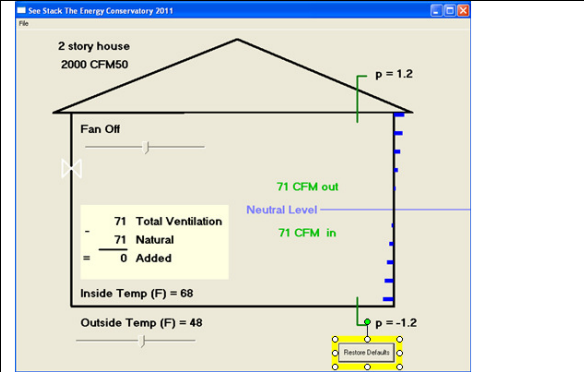 See Stack The Energy Conservatory 2011
File
2 story house
2000 CFM50
p = 1.2
Fan Off
71 CFM out
Neutral Level
71 CFM in
71 Total Ventilation
- 71 Natural
= 0 Added
Inside Temp (F) = 68
Outside Temp (F) = 48
p = -1.2
Restore Defaults